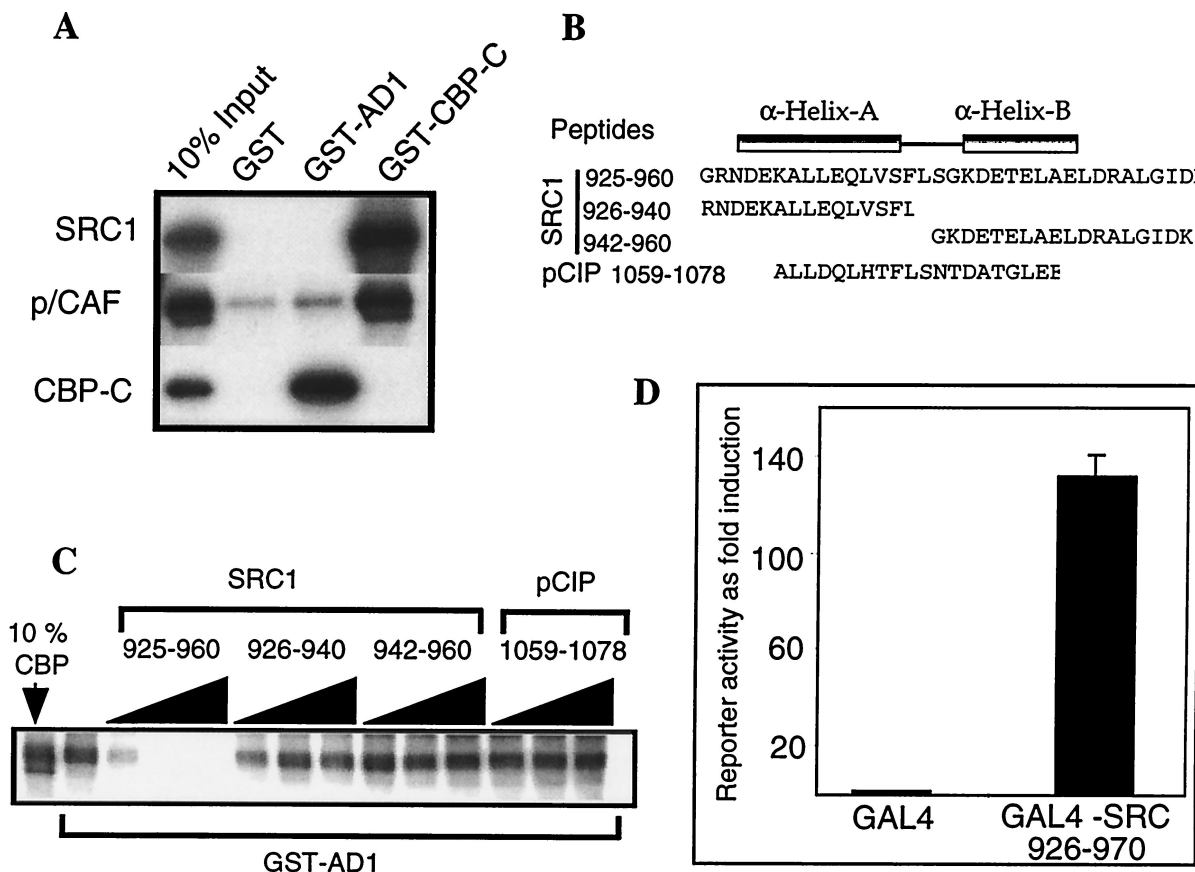 A
10% Input
GST
GST-AD1
GST-CBP-C
SRC1
p/CAF
CBP-C
B
α-Helix-A
α-Helix-B
Peptides
SRC1
925-960 GRNDEKALLEQLVSFLSGKDETELAELDRALGID
926-940 RNDEKALLEQLVSFL
942-960 GKDETELAELDRALGIDK
pCIP 1059-1078 ALLDQLHTFLSNTDATGLEE
C
SRC1
pCIP
10 %
CBP
925-960
926-940
942-960
1059-1078
GST-AD1
D
Reporter activity as fold induction
140
100
60
20
GAL4
GAL4 -SRC
926-970